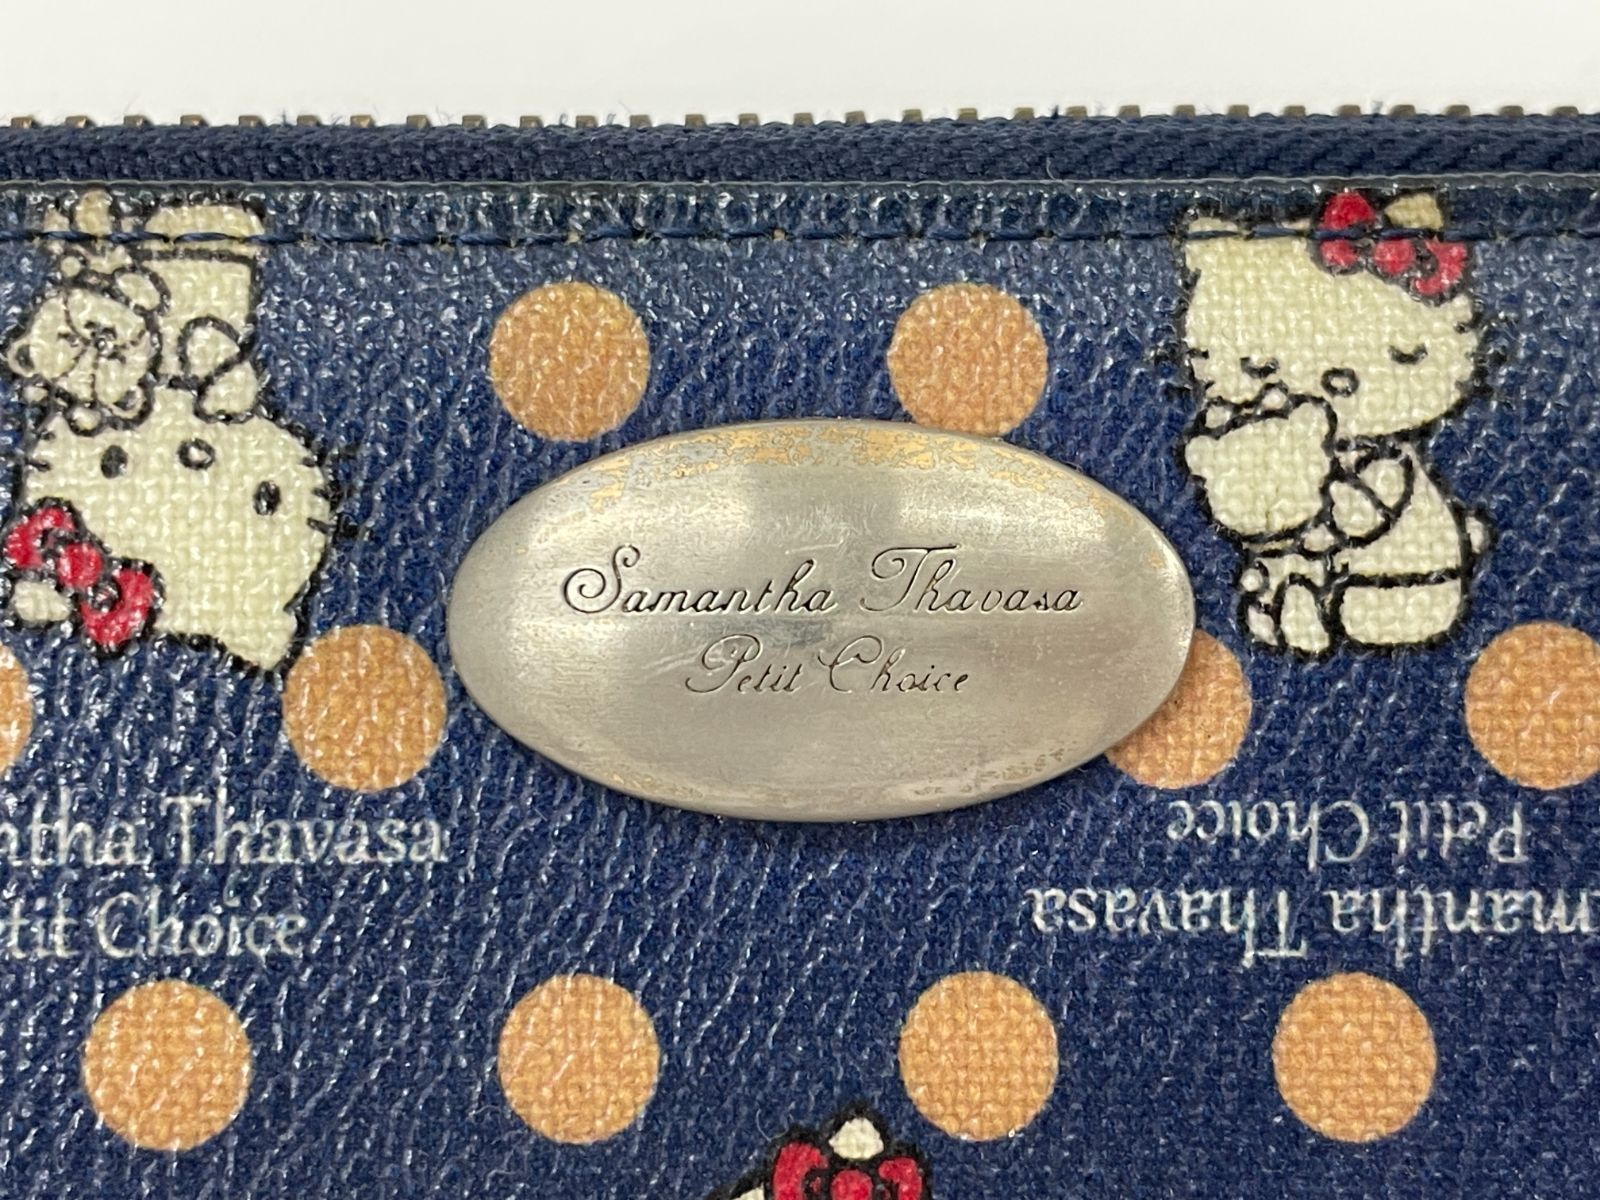 Samantha Thavasa
Petit Choice
ntha Thavasa
etit Choice
Petit Choice
mantha Thavasa